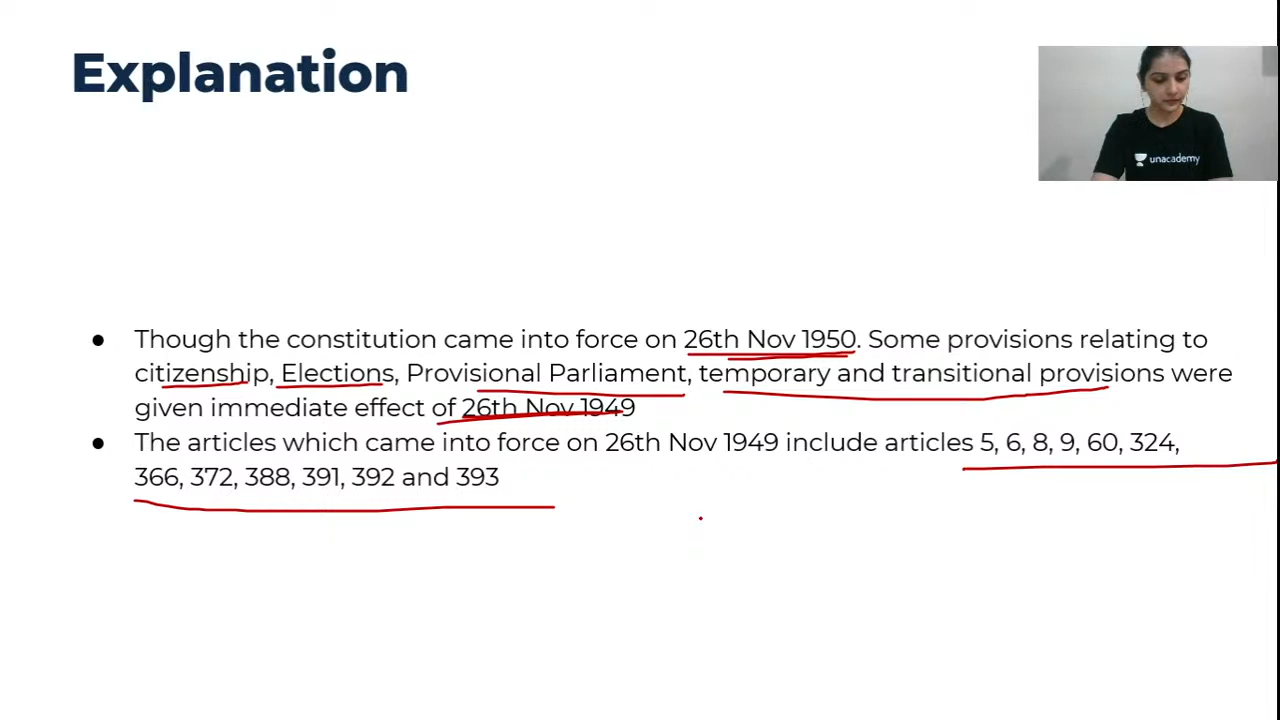 Explanation
unacademy
Though the constitution came into force on 26th Nov 1950. Some provisions relating to
citizenship, Elections, Provisional Parliament, temporary and transitional provisions were
given immediate effect of 26th Nov 1949
The articles which came into force on 26th Nov 1949 include articles 5, 6, 8, 9, 60, 324,
366, 372, 388, 391, 392 and 393